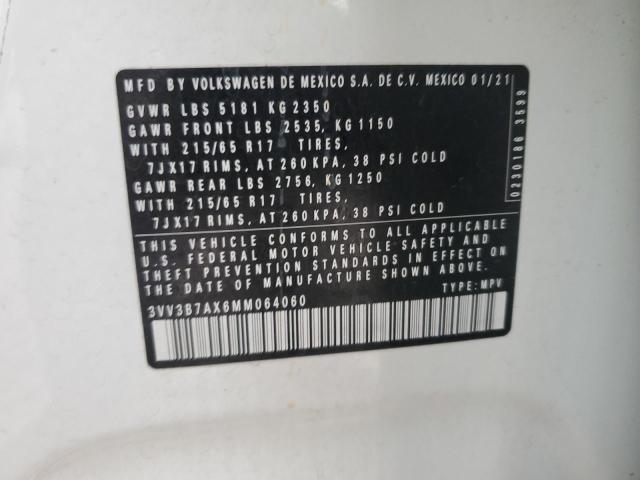 MFD BY VOLKSWAGEN DE MEXICO S.A. DE C.V. MEXICO 01/21
GVWR LBS 5181 KG 2350
GAWR FRONT LBS 2535, KG 1150
WITH 215/65 R17 TIRES,
7JX17 RIMS, AT 260 KPA, 38 PSI COLD
GAWR REAR LBS 2756, KG 1250
WITH 215/65 R17 TIRES,
7JX17 RIMS, AT 260 KPA, 38 PSI COLD
THIS VEHICLE CONFORMS TO ALL APPLICABLE
U.S. FEDERAL MOTOR VEHICLE SAFETY AND
THEFT PREVENTION STANDARDS IN EFFECT ON
THE DATE OF MANUFACTURE SHOWN ABOVE.
3VV3B7AX6MM064060 TYPE: MPV
0230186 3599